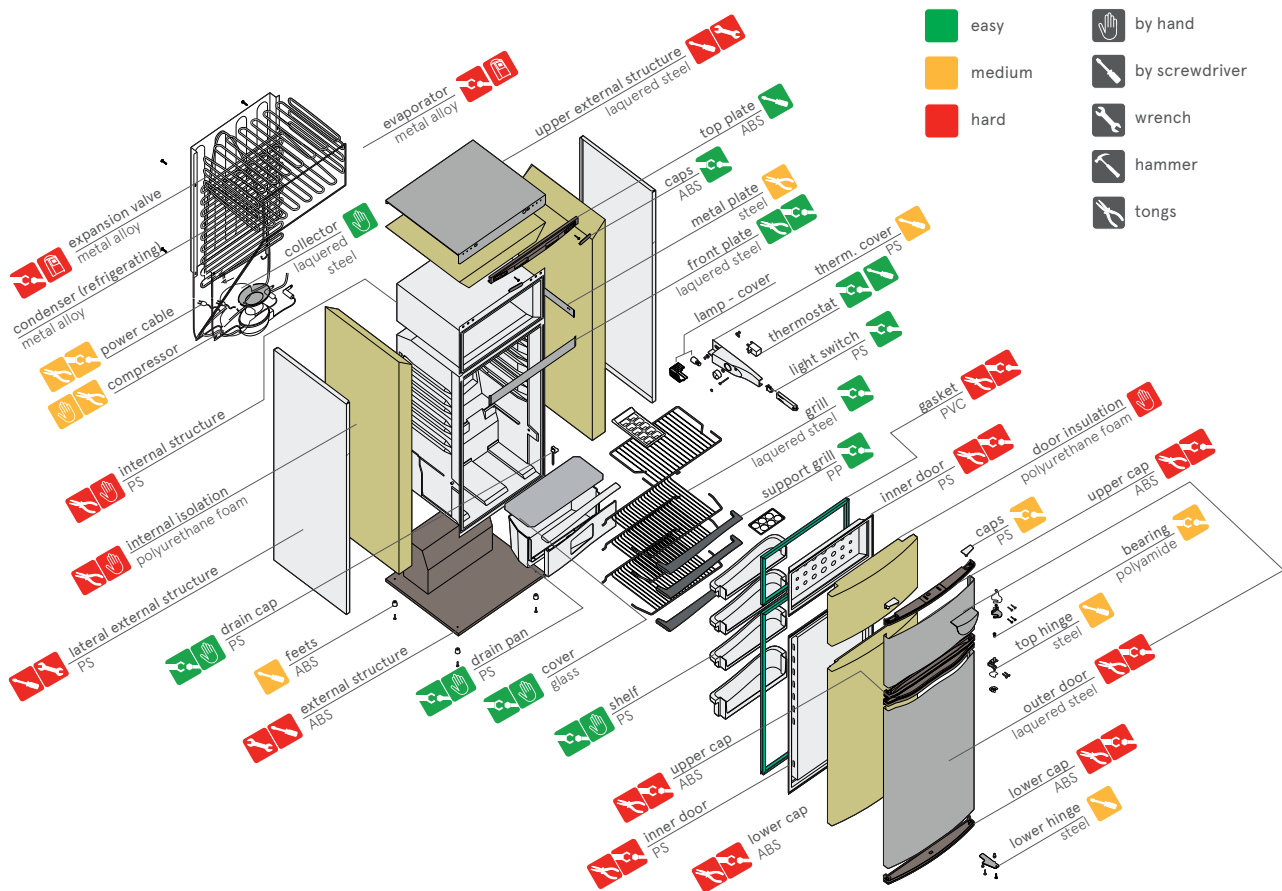 easy
medium
hard
by hand
by screwdriver
wrench
hammer
tongs
evaporator
metal alloy
upper external structure
laquered steel
top plate
ABS
caps
ABS
metal plate
steel
front plate
laquered steel
therm. cover
PS
lamp - cover
thermostat
light switch
PS
expansion valve
metal alloy
collector
laquered
steel
condenser (refrigerating)
metal alloy
power cable
compressor
internal structure
PS
internal isolation
polyurethane foam
lateral external structure
PS
drain cap
PS
feets
ABS
external structure
ABS
drain pan
PS
cover
glass
shelf
PS
grill
laquered steel
support grill
PP
gasket
PVC
inner door
PS
door insulation
polyurethane foam
upper cap
ABS
caps
PS
bearing
polyamide
top hinge
steel
outer door
laquered steel
upper cap
ABS
inner door
PS
lower cap
ABS
lower cap
ABS
lower hinge
steel